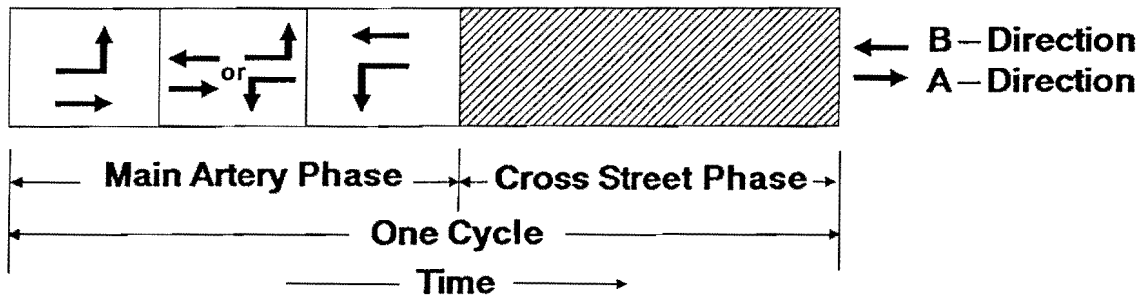 or
B – Direction
A – Direction
Main Artery Phase
Cross Street Phase
One Cycle
Time